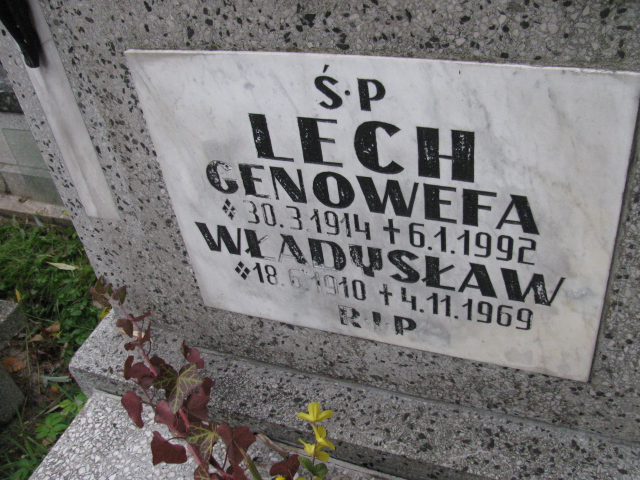 Ś.P
LECH
GENOWEFA
30.3.1914 + 6.1.1992
WŁADYSŁAW
18.6.1910 + 4.11.1969
R I P